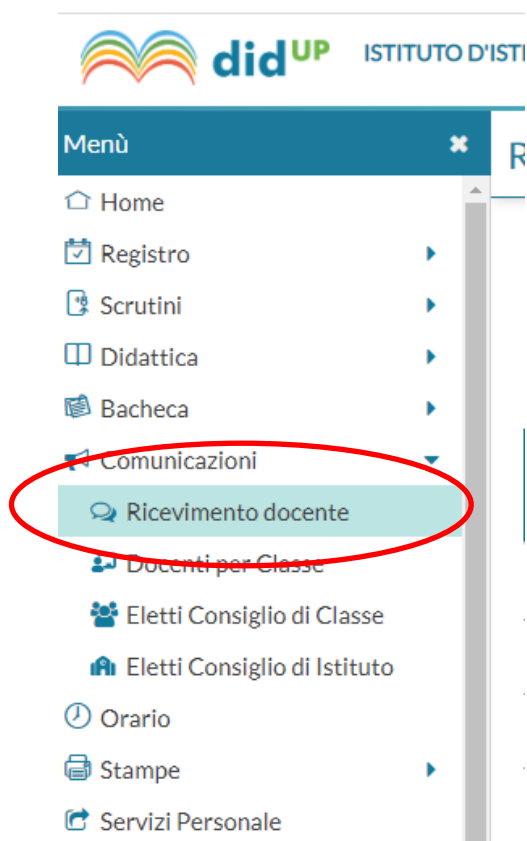 didUP ISTITUTO D'IST
Menù
R
Home
Registro
Scrutini
Didattica
Bacheca
Comunicazioni
Ricevimento docente
Docenti per Classe
Eletti Consiglio di Classe
Eletti Consiglio di Istituto
Orario
Stampe
Servizi Personale